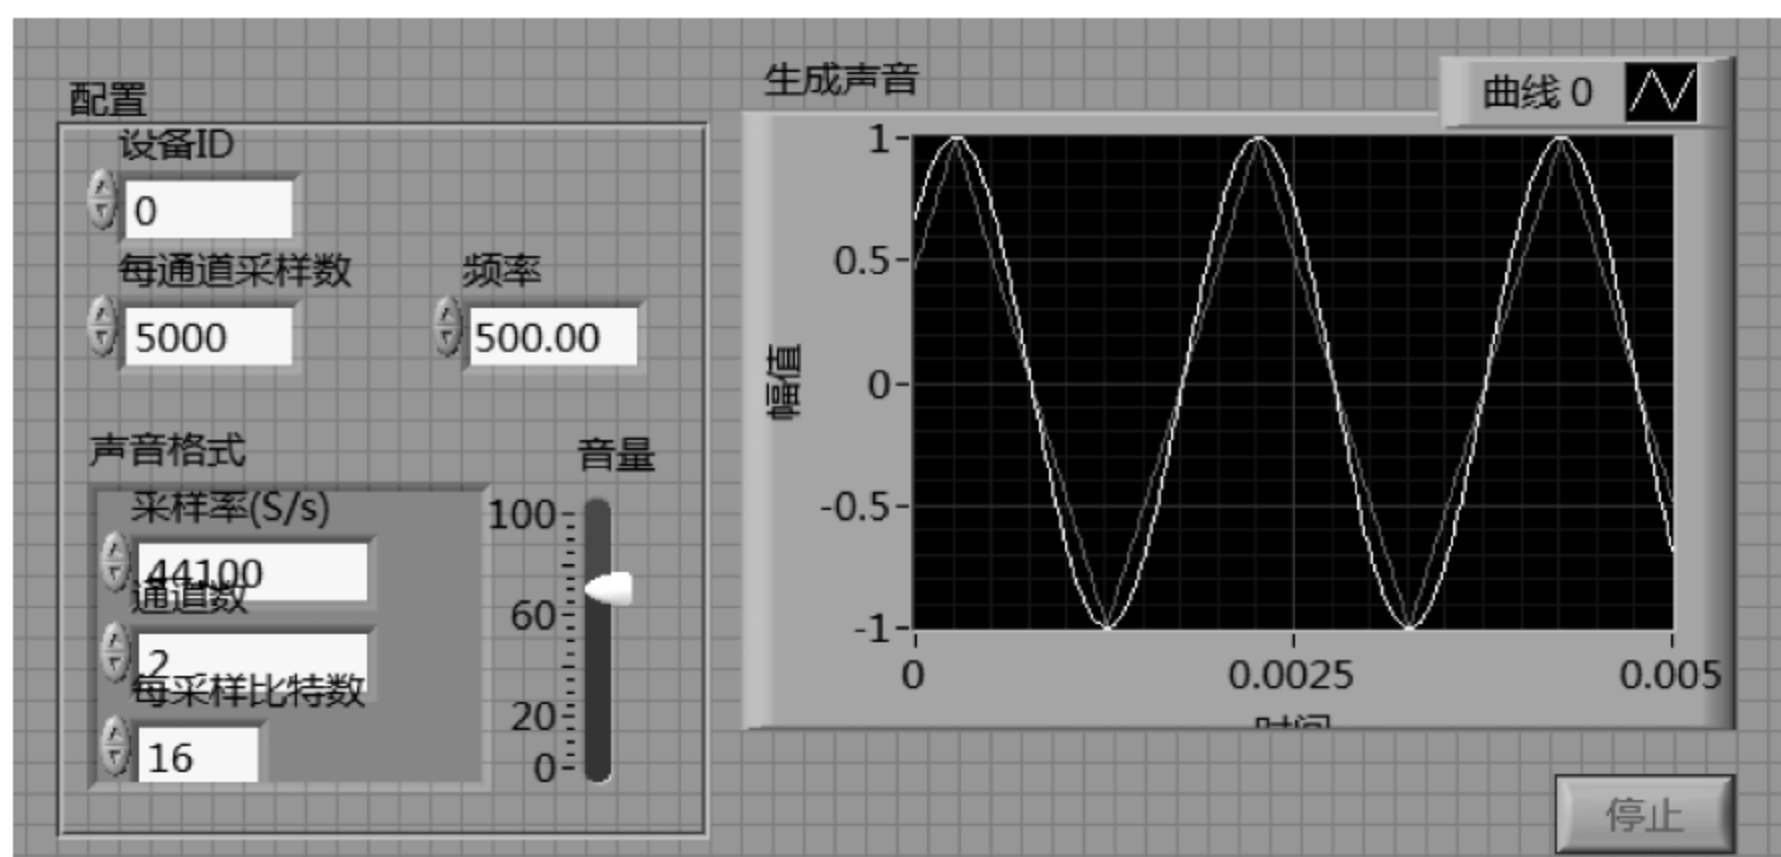 配置
设备ID
0
每通道采样数
5000
频率
500.00
声音格式
采样率(S/s)
44100
通道数
2
每采样比特数
16
音量
100
60
20
0
生成声音
曲线 0
幅值
1
0.5
0
-0.5
-1
0
0.0025
0.005
时间
停止